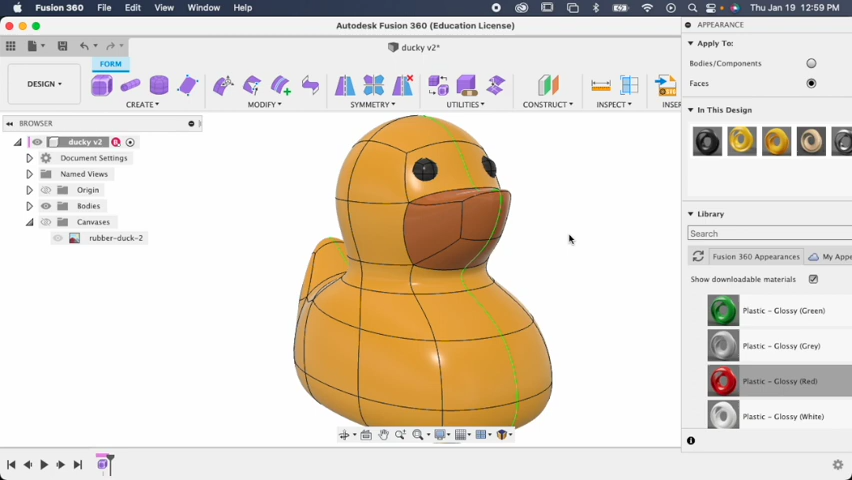 Fusion 360 File Edit View Window Help Thu Jan 19 12:59 PM
Autodesk Fusion 360 (Education License)
ducky v2*
APPEARANCE
Apply To:
Bodies/Components
Faces
In This Design
Library
Search
Fusion 360 Appearances My Appe
Show downloadable materials
Plastic - Glossy (Green)
Plastic - Glossy (Grey)
Plastic - Glossy (Red)
Plastic - Glossy (White)
FORM
DESIGN
CREATE MODIFY SYMMETRY UTILITIES CONSTRUCT INSPECT INSER
BROWSER
ducky v2
Document Settings
Named Views
Origin
Bodies
Canvases
rubber-duck-2